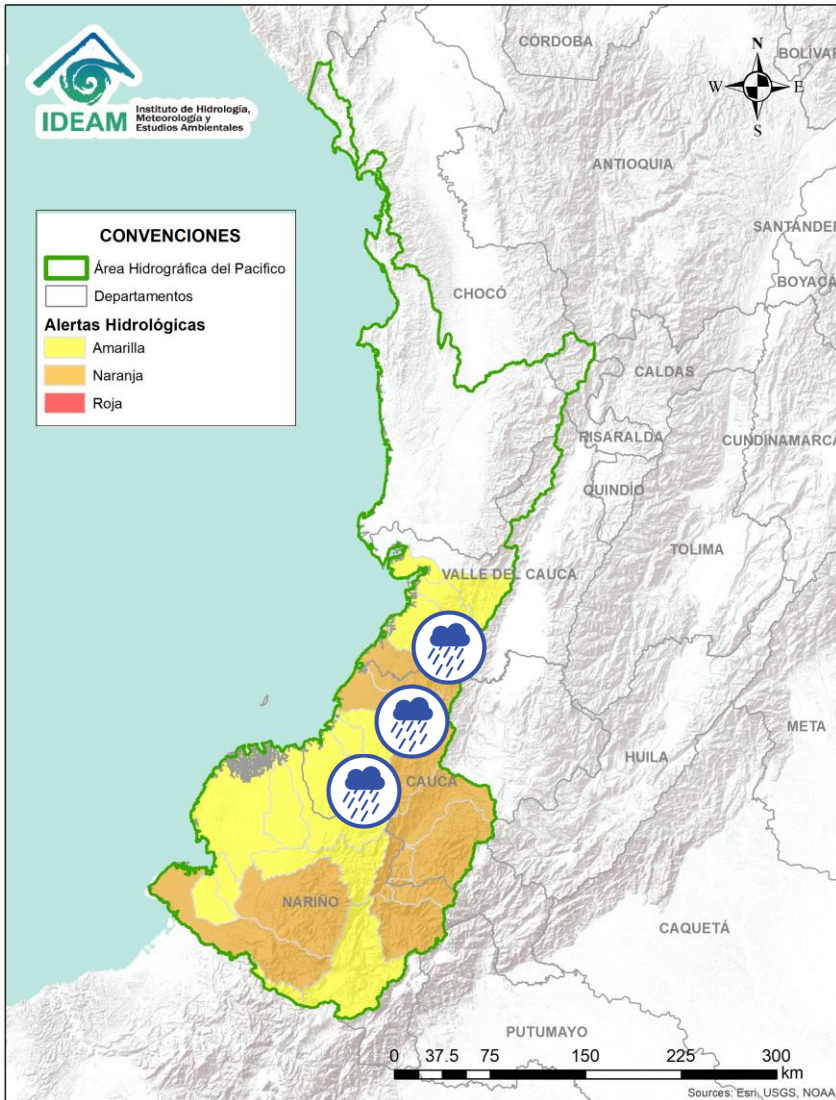 IDEAM
Instituto de Hidrología,
Meteorología y
Estudios Ambientales
CÓRDOBA
BOLÍVAR
N
W
E
S
ANTIOQUIA
SANTANDER
BOYACÁ
CONVENCIONES
Área Hidrográfica del Pacifico
Departamentos
Alertas Hidrológicas
Amarilla
Naranja
Roja
CHOCÓ
CALDAS
RISARALDA
CUNDINAMARCA
QUINDÍO
TOLIMA
VALLE DEL CAUCA
META
HUILA
CAUCA
NARIÑO
CAQUETÁ
PUTUMAYO
0 37.5 75 150 225 300
km
Sources: Esri, USGS, NOAA